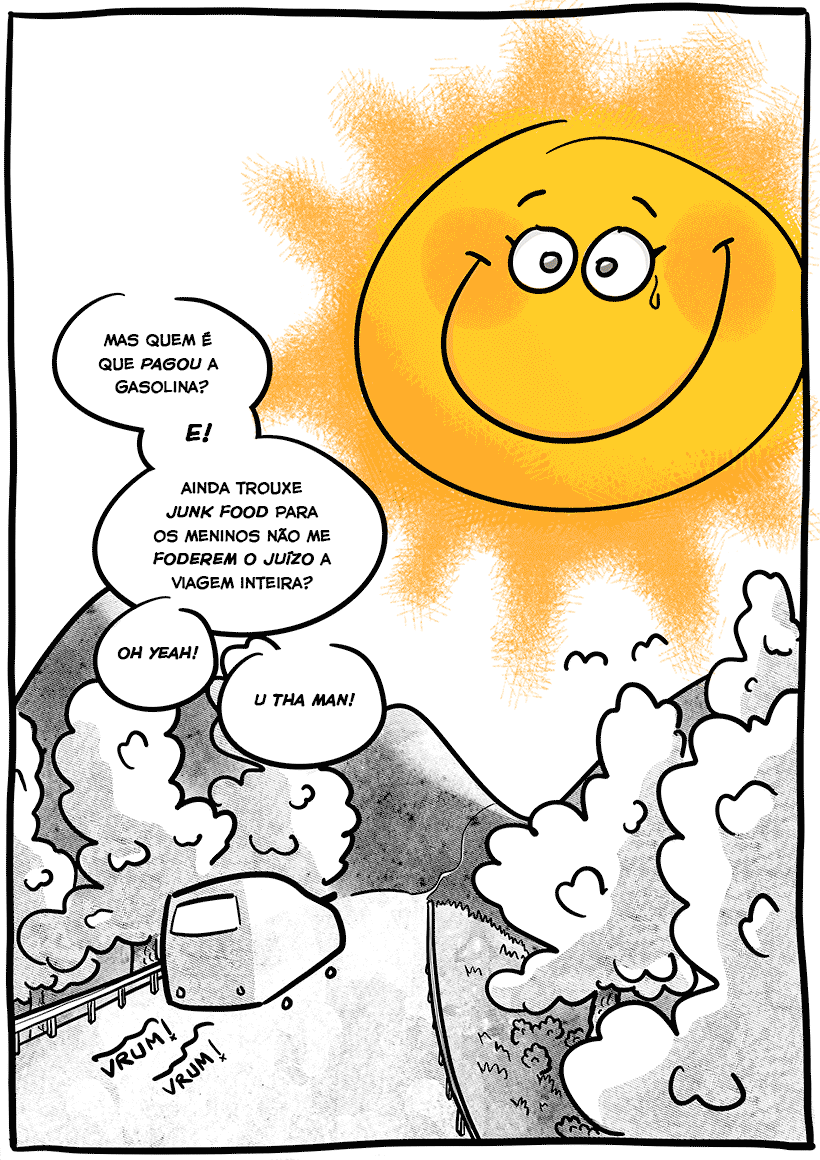 MAS QUEM É
QUE PAGOU A
GASOLINA?
E!
AINDA TROUXE
JUNK FOOD PARA
OS MENINOS NÃO ME
FODEREM O JUÍZO A
VIAGEM INTEIRA?
OH YEAH!
U THA MAN!
VRUM!
VRUM!